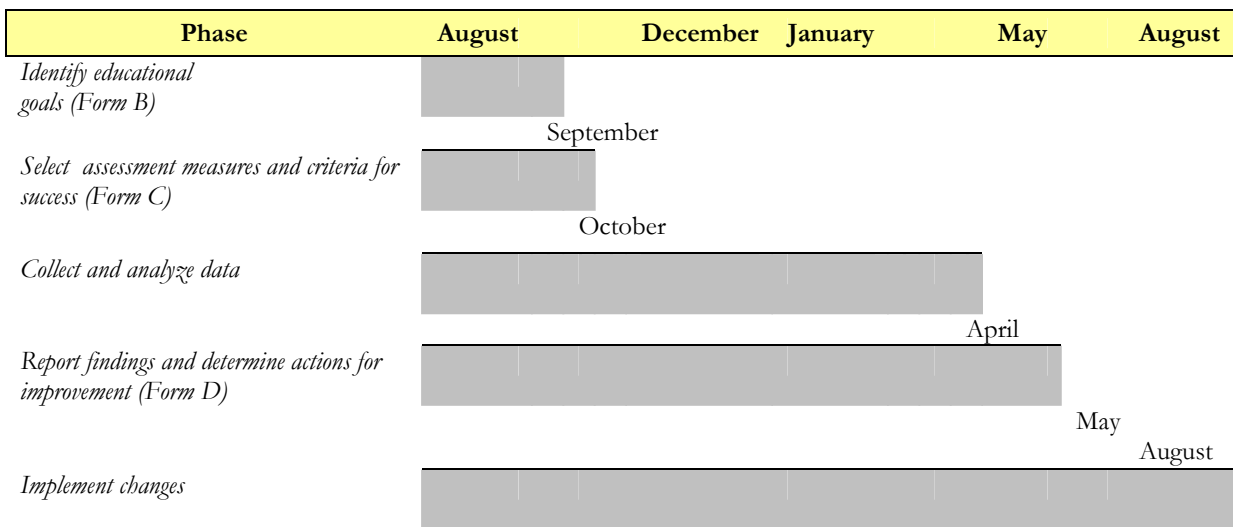 Phase August December January May August
Identify educational
goals (Form B)
September
Select assessment measures and criteria for
success (Form C)
October
Collect and analyze data
April
Report findings and determine actions for
improvement (Form D)
May
August
Implement changes